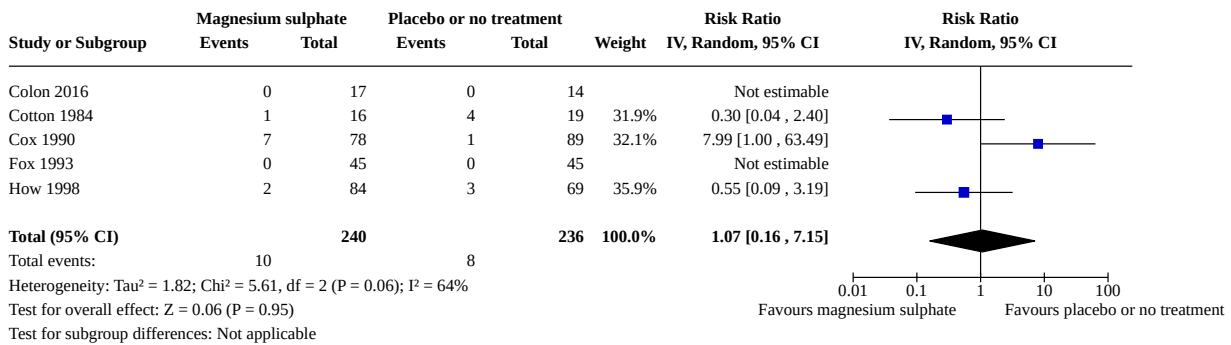 Magnesium sulphate Placebo or no treatment Risk Ratio Risk Ratio
Study or Subgroup Events Total Events Total Weight IV, Random, 95% CI IV, Random, 95% CI
Colon 2016 0 17 0 14 Not estimable
Cotton 1984 1 16 4 19 31.9% 0.30 [0.04 , 2.40]
Cox 1990 7 78 1 89 32.1% 7.99 [1.00 , 63.49]
Fox 1993 0 45 0 45 Not estimable
How 1998 2 84 3 69 35.9% 0.55 [0.09 , 3.19]
Total (95% CI) 240 236 100.0% 1.07 [0.16 , 7.15]
Total events: 10 8
Heterogeneity: Tau² = 1.82; Chi² = 5.61, df = 2 (P = 0.06); I² = 64%
Test for overall effect: Z = 0.06 (P = 0.95)
Test for subgroup differences: Not applicable
0.01 0.1 1 10 100
Favours magnesium sulphate Favours placebo or no treatment